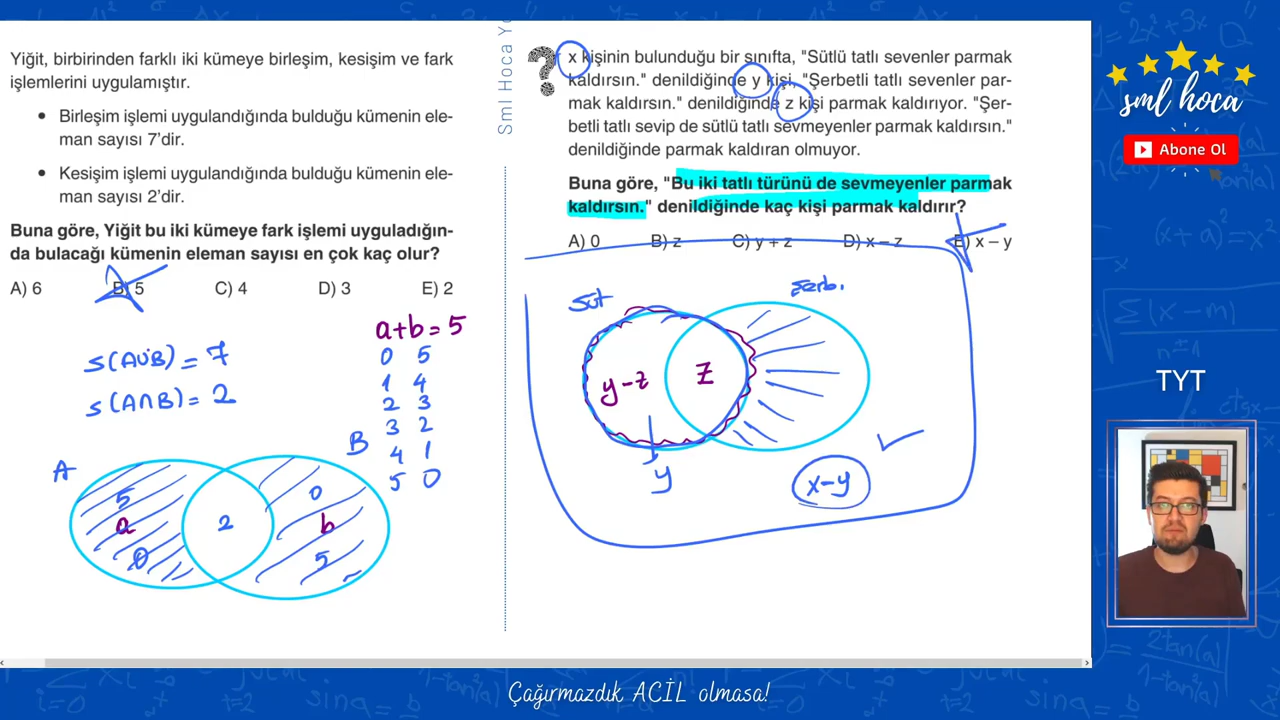 Yiğit, birbirinden farklı iki kümeye birleşim, kesişim ve fark
işlemlerini uygulamıştır.
• Birleşim işlemi uygulandığında bulduğu kümenin ele-
man sayısı 7'dir.
• Kesişim işlemi uygulandığında bulduğu kümenin ele-
man sayısı 2'dir.
Buna göre, Yiğit bu iki kümeye fark işlemi uyguladığın-
da bulacağı kümenin eleman sayısı en çok kaç olur?
A) 6 B) 5 C) 4 D) 3 E) 2
a+b=5
0 5
1 4
2 3
3 2
4 1
5 0
s(A∪B) = 7
s(A∩B) = 2
A
B
5
a
0
2
0
b
5
Sml Hoca Yo
x kişinin bulunduğu bir sınıfta, "Sütlü tatlı sevenler parmak
kaldırsın." denildiğinde y kişi, "Şerbetli tatlı sevenler par-
mak kaldırsın." denildiğinde z kişi parmak kaldırıyor. "Şer-
betli tatlı sevip de sütlü tatlı sevmeyenler parmak kaldırsın."
denildiğinde parmak kaldıran olmuyor.
Buna göre, "Bu iki tatlı türünü de sevmeyenler parmak
kaldırsın." denildiğinde kaç kişi parmak kaldırır?
A) 0 B) z C) y + z D) x – z E) x – y
süt
şerb.
y-z
z
y
x-y
sml hoca
Abone Ol
TYT
Çağırmazdık ACİL olmasa!